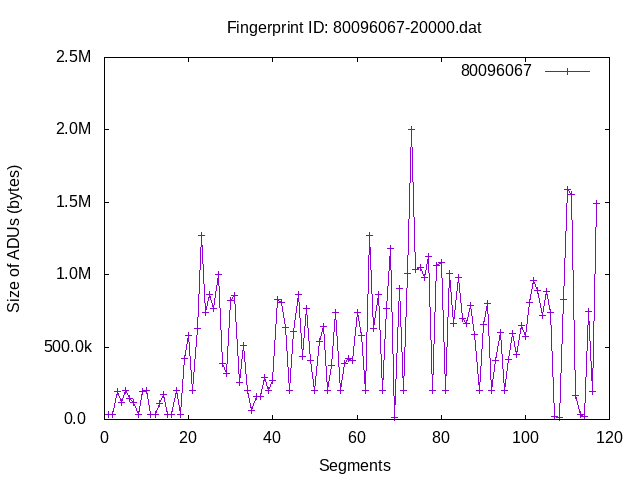 Fingerprint ID: 80096067-20000.dat
2.5M
80096067
2.0M
1.5M
1.0M
500.0k
0.0
Size of ADUs (bytes)
0 20 40 60 80 100 120
Segments